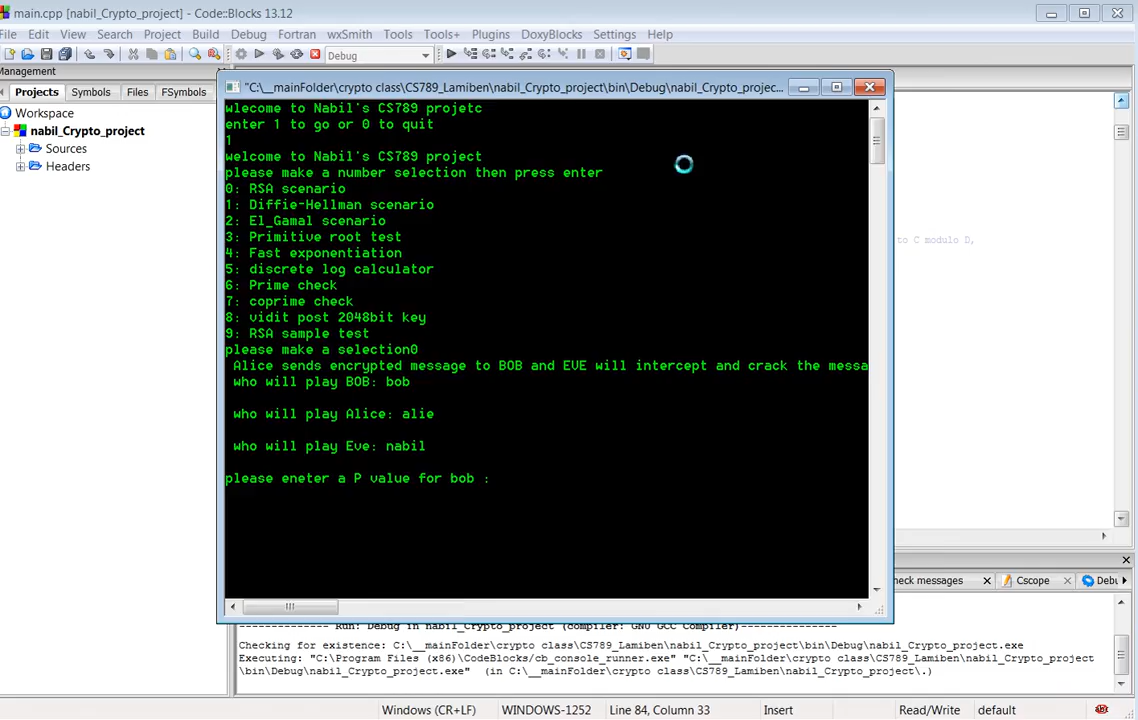 main.cpp [nabil_Crypto_project] - Code::Blocks 13.12
File Edit View Search Project Build Debug Fortran wxSmith Tools Tools+ Plugins DoxyBlocks Settings Help
Debug
Management
Projects Symbols Files FSymbols
Workspace
nabil_Crypto_project
Sources
Headers
"C:\__mainFolder\crypto class\CS789_Lamiben\nabil_Crypto_project\bin\Debug\nabil_Crypto_projec...
wlecome to Nabil's CS789 projetc
enter 1 to go or 0 to quit
1
welcome to Nabil's CS789 project
please make a number selection then press enter
0: RSA scenario
1: Diffie-Hellman scenario
2: El_Gamal scenario
3: Primitive root test
4: Fast exponentiation
5: discrete log calculator
6: Prime check
7: coprime check
8: vidit post 2048bit key
9: RSA sample test
please make a selection0
Alice sends encrypted message to BOB and EVE will intercept and crack the messa
who will play BOB: bob
who will play Alice: alie
who will play Eve: nabil
please eneter a P value for bob :
to C modulo D,
heck messages Cscope Debu
-------------- Run: Debug in nabil_Crypto_project (compiler: GNU GCC Compiler)---------------
Checking for existence: C:\__mainFolder\crypto class\CS789_Lamiben\nabil_Crypto_project\bin\Debug\nabil_Crypto_project.exe
Executing: "C:\Program Files (x86)\CodeBlocks/cb_console_runner.exe" "C:\__mainFolder\crypto class\CS789_Lamiben\nabil_Crypto_project
\bin\Debug\nabil_Crypto_project.exe" (in C:\__mainFolder\crypto class\CS789_Lamiben\nabil_Crypto_project\.)
Windows (CR+LF) WINDOWS-1252 Line 84, Column 33 Insert Read/Write default